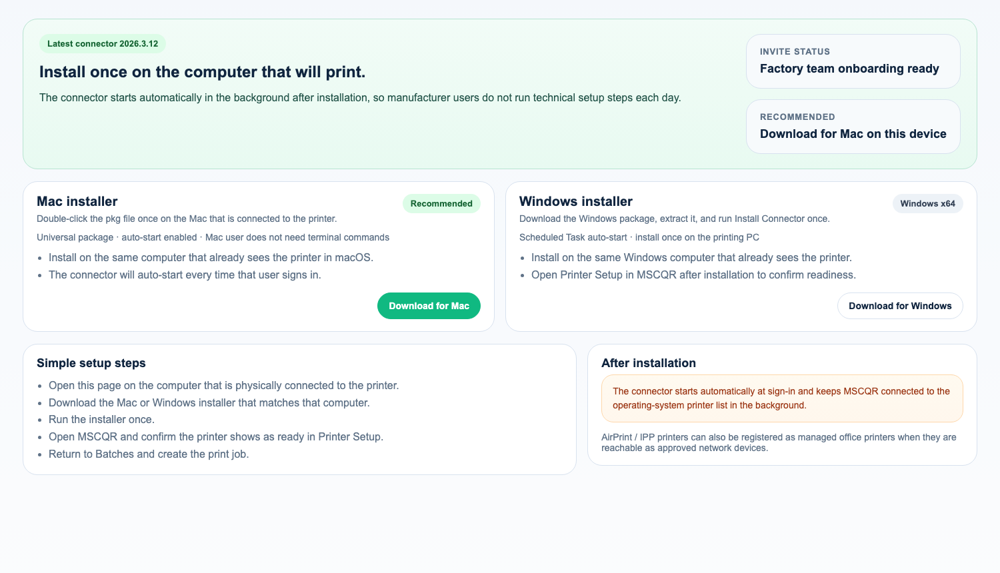 Latest connector 2026.3.12
Install once on the computer that will print.
The connector starts automatically in the background after installation, so manufacturer users do not run technical setup steps each day.
INVITE STATUS
Factory team onboarding ready
RECOMMENDED
Download for Mac on this device
Mac installer
Recommended
Double-click the pkg file once on the Mac that is connected to the printer.
Universal package · auto-start enabled · Mac user does not need terminal commands
• Install on the same computer that already sees the printer in macOS.
• The connector will auto-start every time that user signs in.
Download for Mac
Windows installer
Windows x64
Download the Windows package, extract it, and run Install Connector once.
Scheduled Task auto-start · install once on the printing PC
• Install on the same Windows computer that already sees the printer.
• Open Printer Setup in MSCQR after installation to confirm readiness.
Download for Windows
Simple setup steps
• Open this page on the computer that is physically connected to the printer.
• Download the Mac or Windows installer that matches that computer.
• Run the installer once.
• Open MSCQR and confirm the printer shows as ready in Printer Setup.
• Return to Batches and create the print job.
After installation
The connector starts automatically at sign-in and keeps MSCQR connected to the
operating-system printer list in the background.
AirPrint / IPP printers can also be registered as managed office printers when they are
reachable as approved network devices.